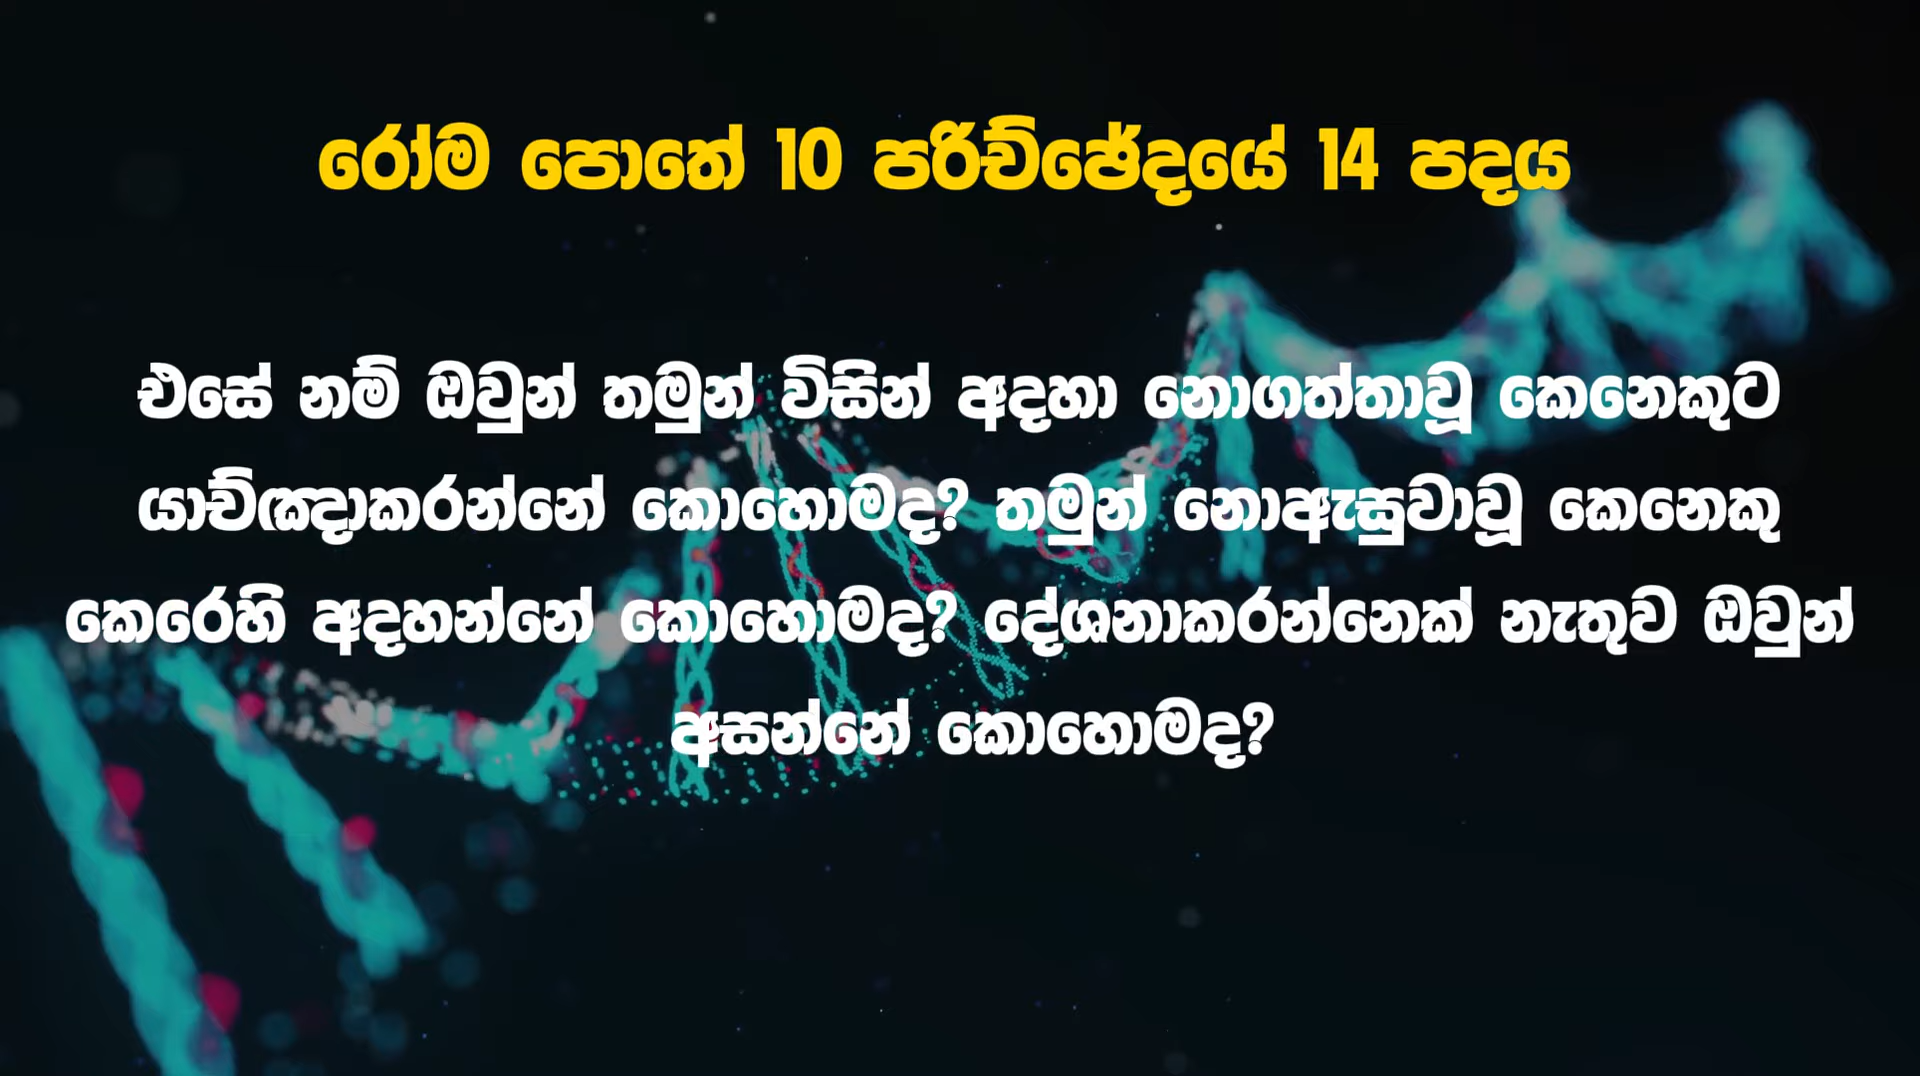 රෝම පොතේ 10 පරිච්ඡේදයේ 14 පදය
එසේ නම් ඔවුන් තමුන් විසින් අදහා නොගත්තාවූ කෙනෙකුට
යාච්ඤාකරන්නේ කොහොමද? තමුන් නොඇසුවාවූ කෙනෙකු
කෙරෙහි අදහන්නේ කොහොමද? දේශනාකරන්නෙක් නැතුව ඔවුන්
අසන්නේ කොහොමද?